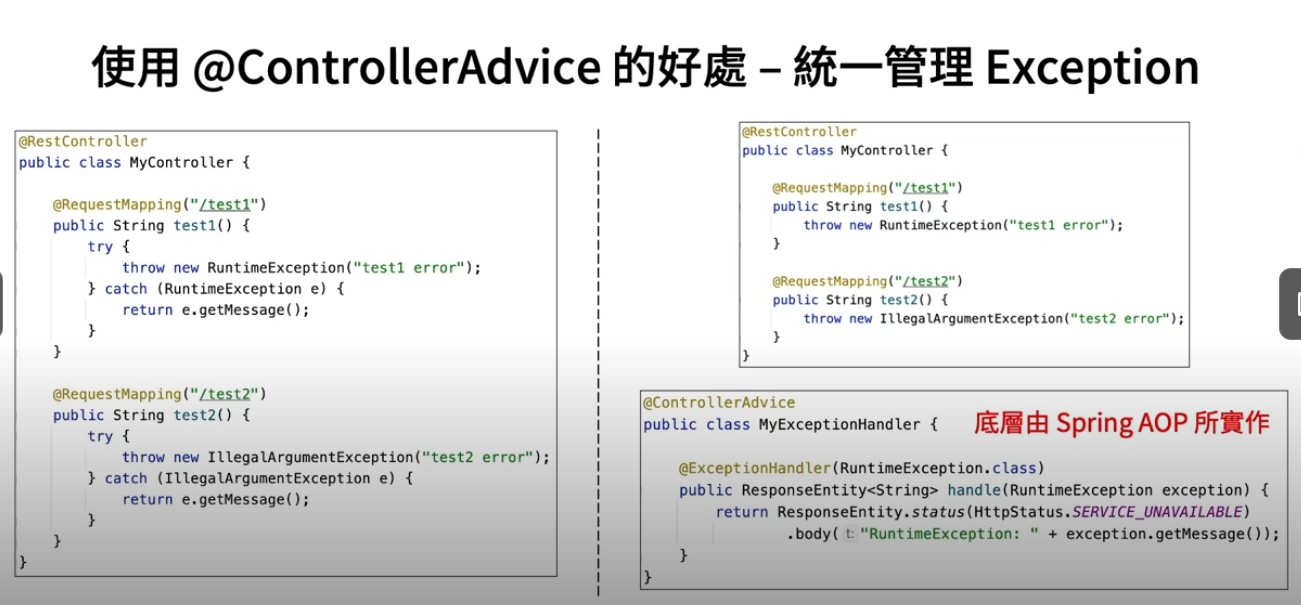 使用 @ControllerAdvice 的好處 – 統一管理 Exception
@RestController
public class MyController {
@RequestMapping("/test1")
public String test1() {
try {
throw new RuntimeException("test1 error");
} catch (RuntimeException e) {
return e.getMessage();
}
}
@RequestMapping("/test2")
public String test2() {
try {
throw new IllegalArgumentException("test2 error");
} catch (IllegalArgumentException e) {
return e.getMessage();
}
}
}
@RestController
public class MyController {
@RequestMapping("/test1")
public String test1() {
throw new RuntimeException("test1 error");
}
@RequestMapping("/test2")
public String test2() {
throw new IllegalArgumentException("test2 error");
}
}
@ControllerAdvice
public class MyExceptionHandler {
底層由 Spring AOP 所實作
@ExceptionHandler(RuntimeException.class)
public ResponseEntity<String> handle(RuntimeException exception) {
return ResponseEntity.status(HttpStatus.SERVICE_UNAVAILABLE)
.body( t: "RuntimeException: " + exception.getMessage());
}
}